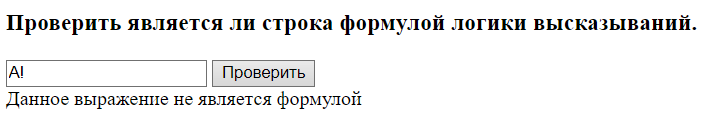 Проверить является ли строка формулой логики высказываний.
A! Проверить
Данное выражение не является формулой